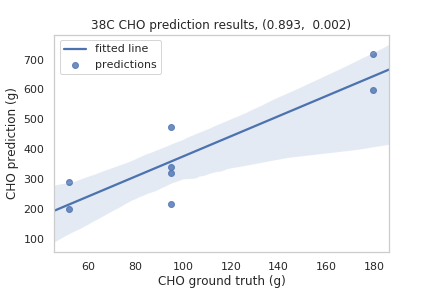 38C CHO prediction results, (0.893,  0.002)
fitted line
predictions
CHO prediction (g)
700
600
500
400
300
200
100
60 80 100 120 140 160 180
CHO ground truth (g)